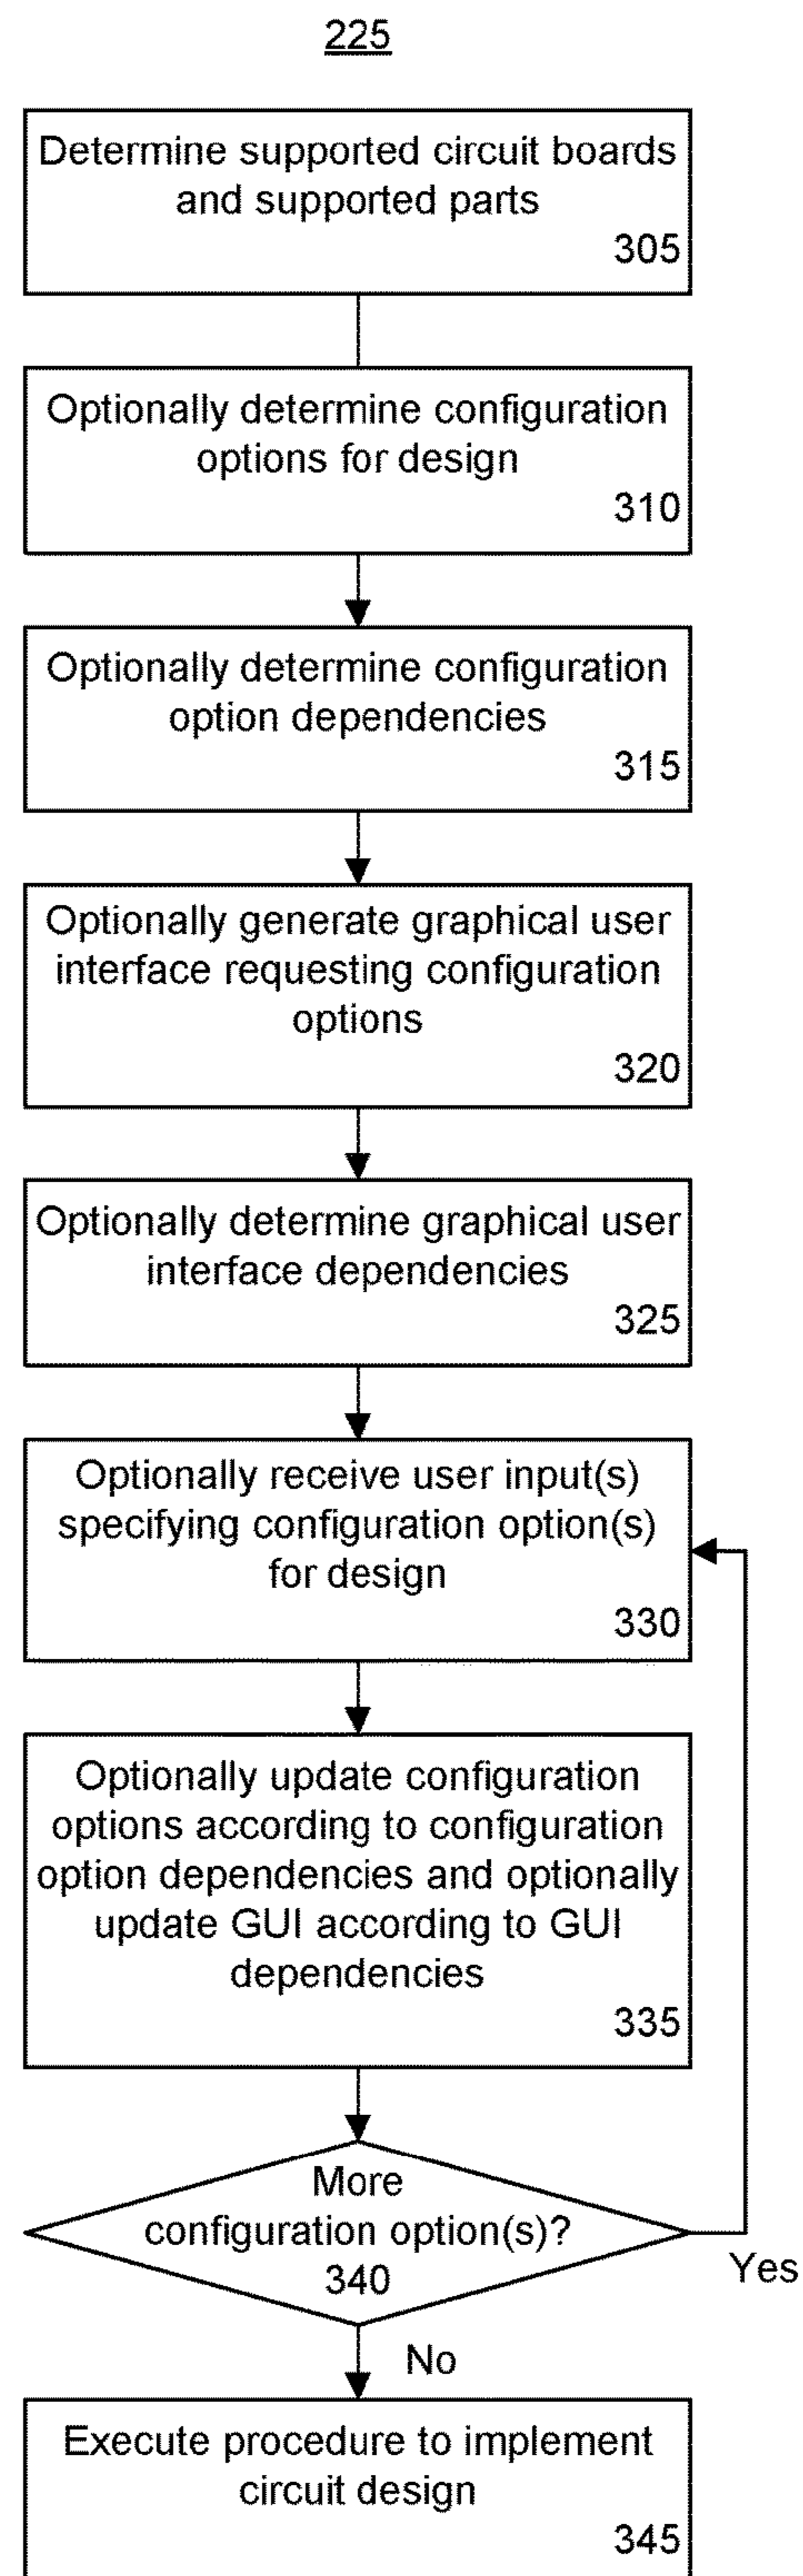 225
Determine supported circuit boards
and supported parts
305
Optionally determine configuration
options for design
310
Optionally determine configuration
option dependencies
315
Optionally generate graphical user
interface requesting configuration
options
320
Optionally determine graphical user
interface dependencies
325
Optionally receive user input(s)
specifying configuration option(s)
for design
330
Optionally update configuration
options according to configuration
option dependencies and optionally
update GUI according to GUI
dependencies
335
More
configuration option(s)?
340
Yes
No
Execute procedure to implement
circuit design
345